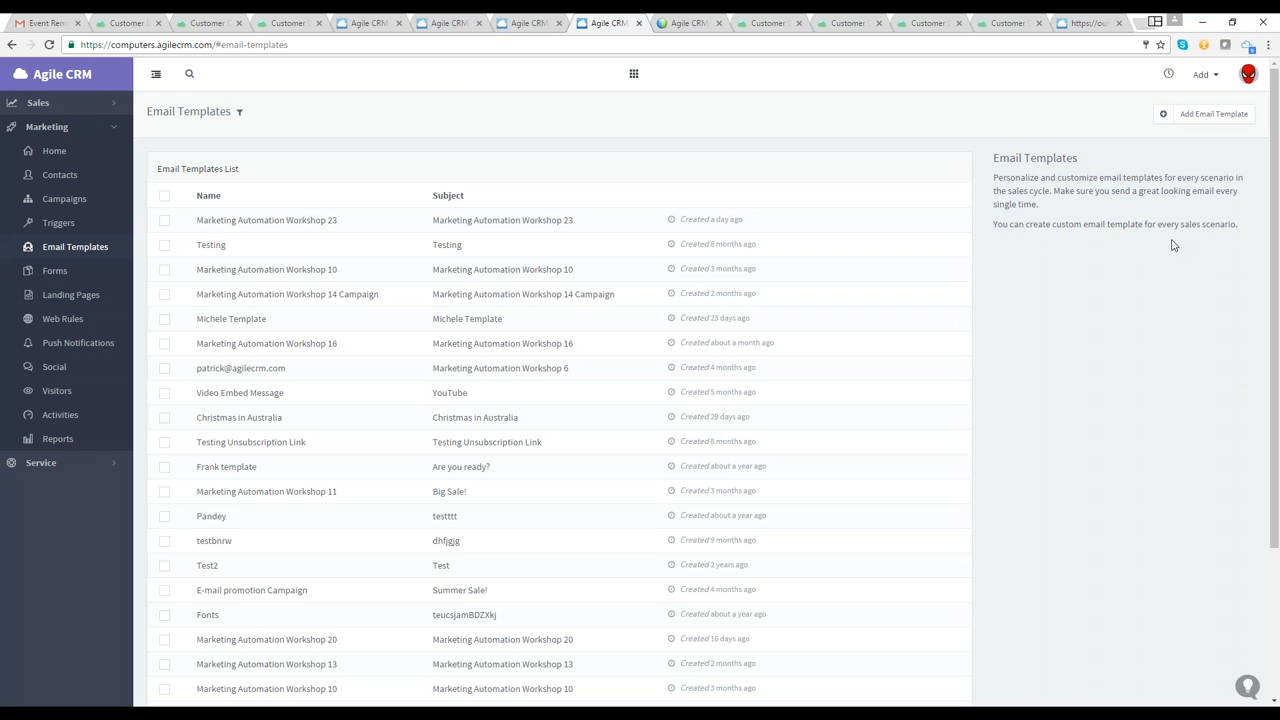 Event Rem
Customer
Customer
Customer
Customer
Agile CRM
Agile CRM
Agile CRM
Agile CRM
Agile CRM
Customer
Customer
Customer
Customer
https://our
https://computers.agilecrm.com/#email-templates
Agile CRM
Add
Sales
Marketing
Home
Contacts
Campaigns
Triggers
Email Templates
Forms
Landing Pages
Web Rules
Push Notifications
Social
Visitors
Activities
Reports
Service
Email Templates
Add Email Template
Email Templates List
Name Subject
Marketing Automation Workshop 23 Marketing Automation Workshop 23 Created a day ago
Testing Testing Created 8 months ago
Marketing Automation Workshop 10 Marketing Automation Workshop 10 Created 3 months ago
Marketing Automation Workshop 14 Campaign Marketing Automation Workshop 14 Campaign Created 2 months ago
Michele Template Michele Template Created 23 days ago
Marketing Automation Workshop 16 Marketing Automation Workshop 16 Created about a month ago
patrick@agilecrm.com Marketing Automation Workshop 6 Created 4 months ago
Video Embed Message YouTube Created 5 months ago
Christmas in Australia Christmas in Australia Created 29 days ago
Testing Unsubscription Link Testing Unsubscription Link Created 8 months ago
Frank template Are you ready? Created about a year ago
Marketing Automation Workshop 11 Big Sale! Created 3 months ago
Pandey testttt Created about a year ago
testbnrw dhfjgjg Created 9 months ago
Test2 Test Created 2 years ago
E-mail promotion Campaign Summer Sale! Created 4 months ago
Fonts teucsjamBDZXkj Created about a year ago
Marketing Automation Workshop 20 Marketing Automation Workshop 20 Created 16 days ago
Marketing Automation Workshop 13 Marketing Automation Workshop 13 Created 2 months ago
Marketing Automation Workshop 10 Marketing Automation Workshop 10 Created 3 months ago
Email Templates
Personalize and customize email templates for every scenario in
the sales cycle. Make sure you send a great looking email every
single time.
You can create custom email template for every sales scenario.